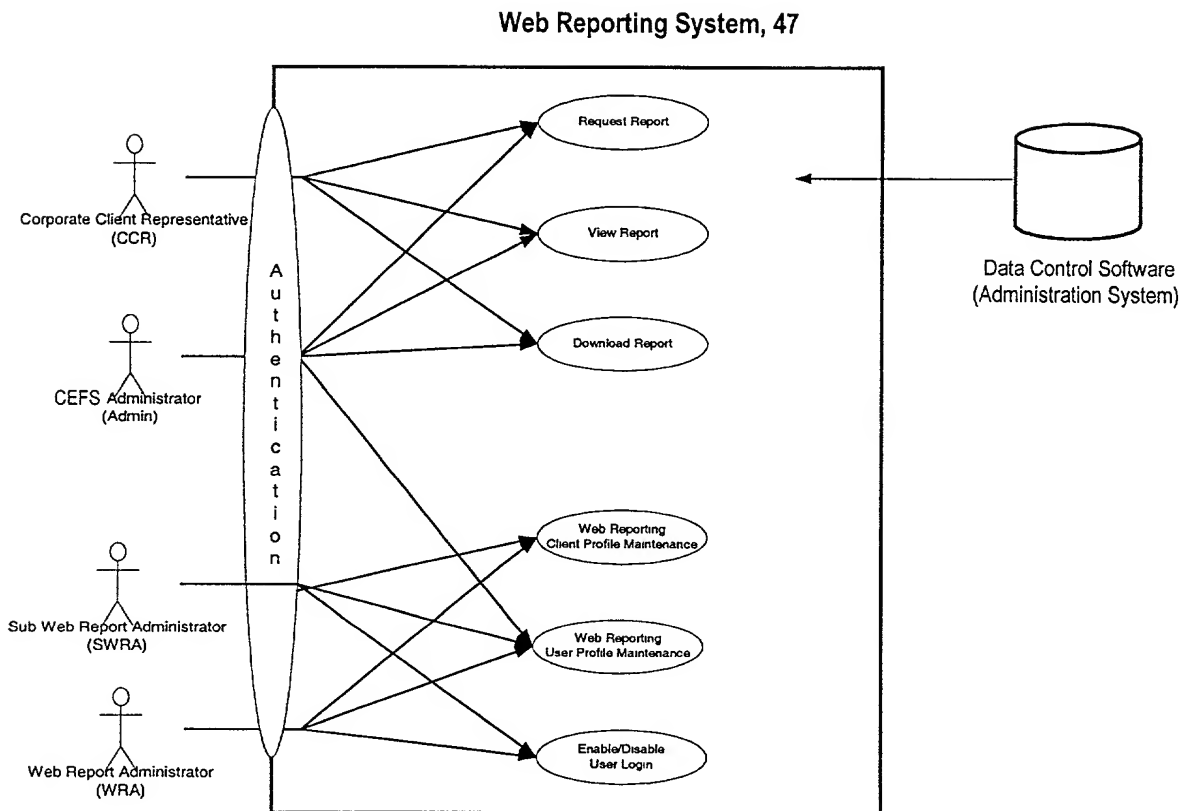 Web Reporting System, 47
Request Report
Corporate Client Representative
(CCR)
View Report
Authentication
Data Control Software
(Administration System)
CEFS Administrator
(Admin)
Download Report
Web Reporting
Client Profile Maintenance
Sub Web Report Administrator
(SWRA)
Web Reporting
User Profile Maintenance
Web Report Administrator
(WRA)
Enable/Disable
User Login